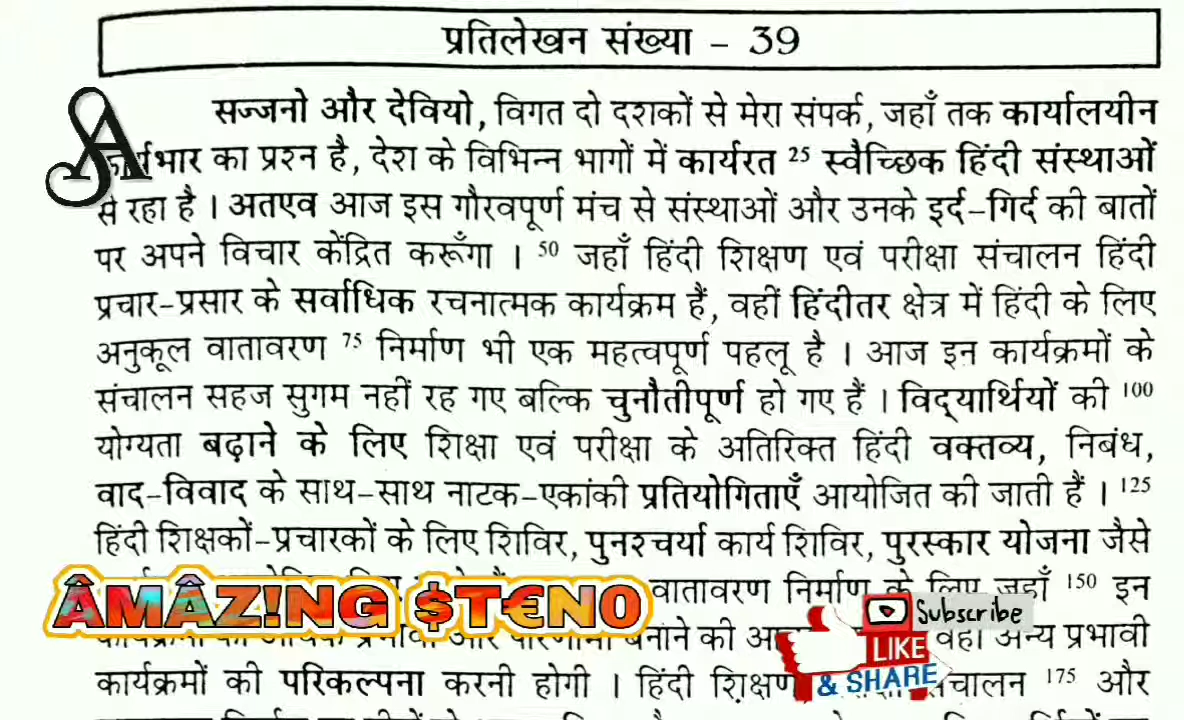 प्रतिलेखन संख्या - 39
सज्जनो और देवियो, विगत दो दशकों से मेरा संपर्क, जहाँ तक कार्यालयीन
का प्रश्न है, देश के विभिन्न भागों में कार्यरत 25 स्वैच्छिक हिंदी संस्थाओं
से रहा है । अतएव आज इस गौरवपूर्ण मंच से संस्थाओं और उनके इर्द-गिर्द की बातों
पर अपने विचार केंद्रित करूँगा । 50 जहाँ हिंदी शिक्षण एवं परीक्षा संचालन हिंदी
प्रचार-प्रसार के सर्वाधिक रचनात्मक कार्यक्रम हैं, वहीं हिंदीतर क्षेत्र में हिंदी के लिए
अनुकूल वातावरण 75 निर्माण भी एक महत्वपूर्ण पहलू है । आज इन कार्यक्रमों के
संचालन सहज सुगम नहीं रह गए बल्कि चुनौतीपूर्ण हो गए हैं । विद्यार्थियों की 100
योग्यता बढ़ाने के लिए शिक्षा एवं परीक्षा के अतिरिक्त हिंदी वक्तव्य, निबंध,
वाद-विवाद के साथ-साथ नाटक-एकांकी प्रतियोगिताएँ आयोजित की जाती हैं । 125
हिंदी शिक्षकों-प्रचारकों के लिए शिविर, पुनश्चर्या कार्य शिविर, पुरस्कार योजना जैसे
वातावरण निर्माण के लिए जहाँ 150 इन
बनाने की वहीं अन्य प्रभावी
कार्यक्रमों की परिकल्पना करनी होगी । हिंदी शिक्षण संचालन 175 और
ÂMÂZ!NG $T€NO
Subscribe
LIKE
& SHARE